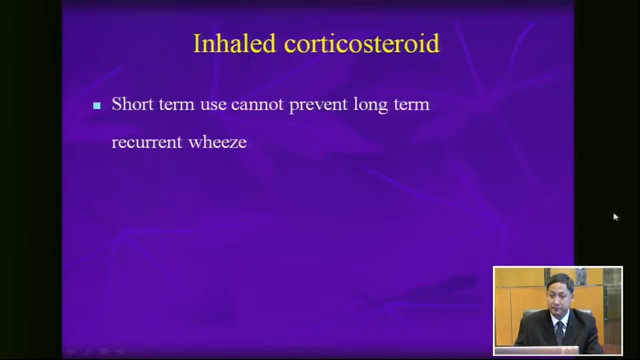 Inhaled corticosteroid
Short term use cannot prevent long term
recurrent wheeze